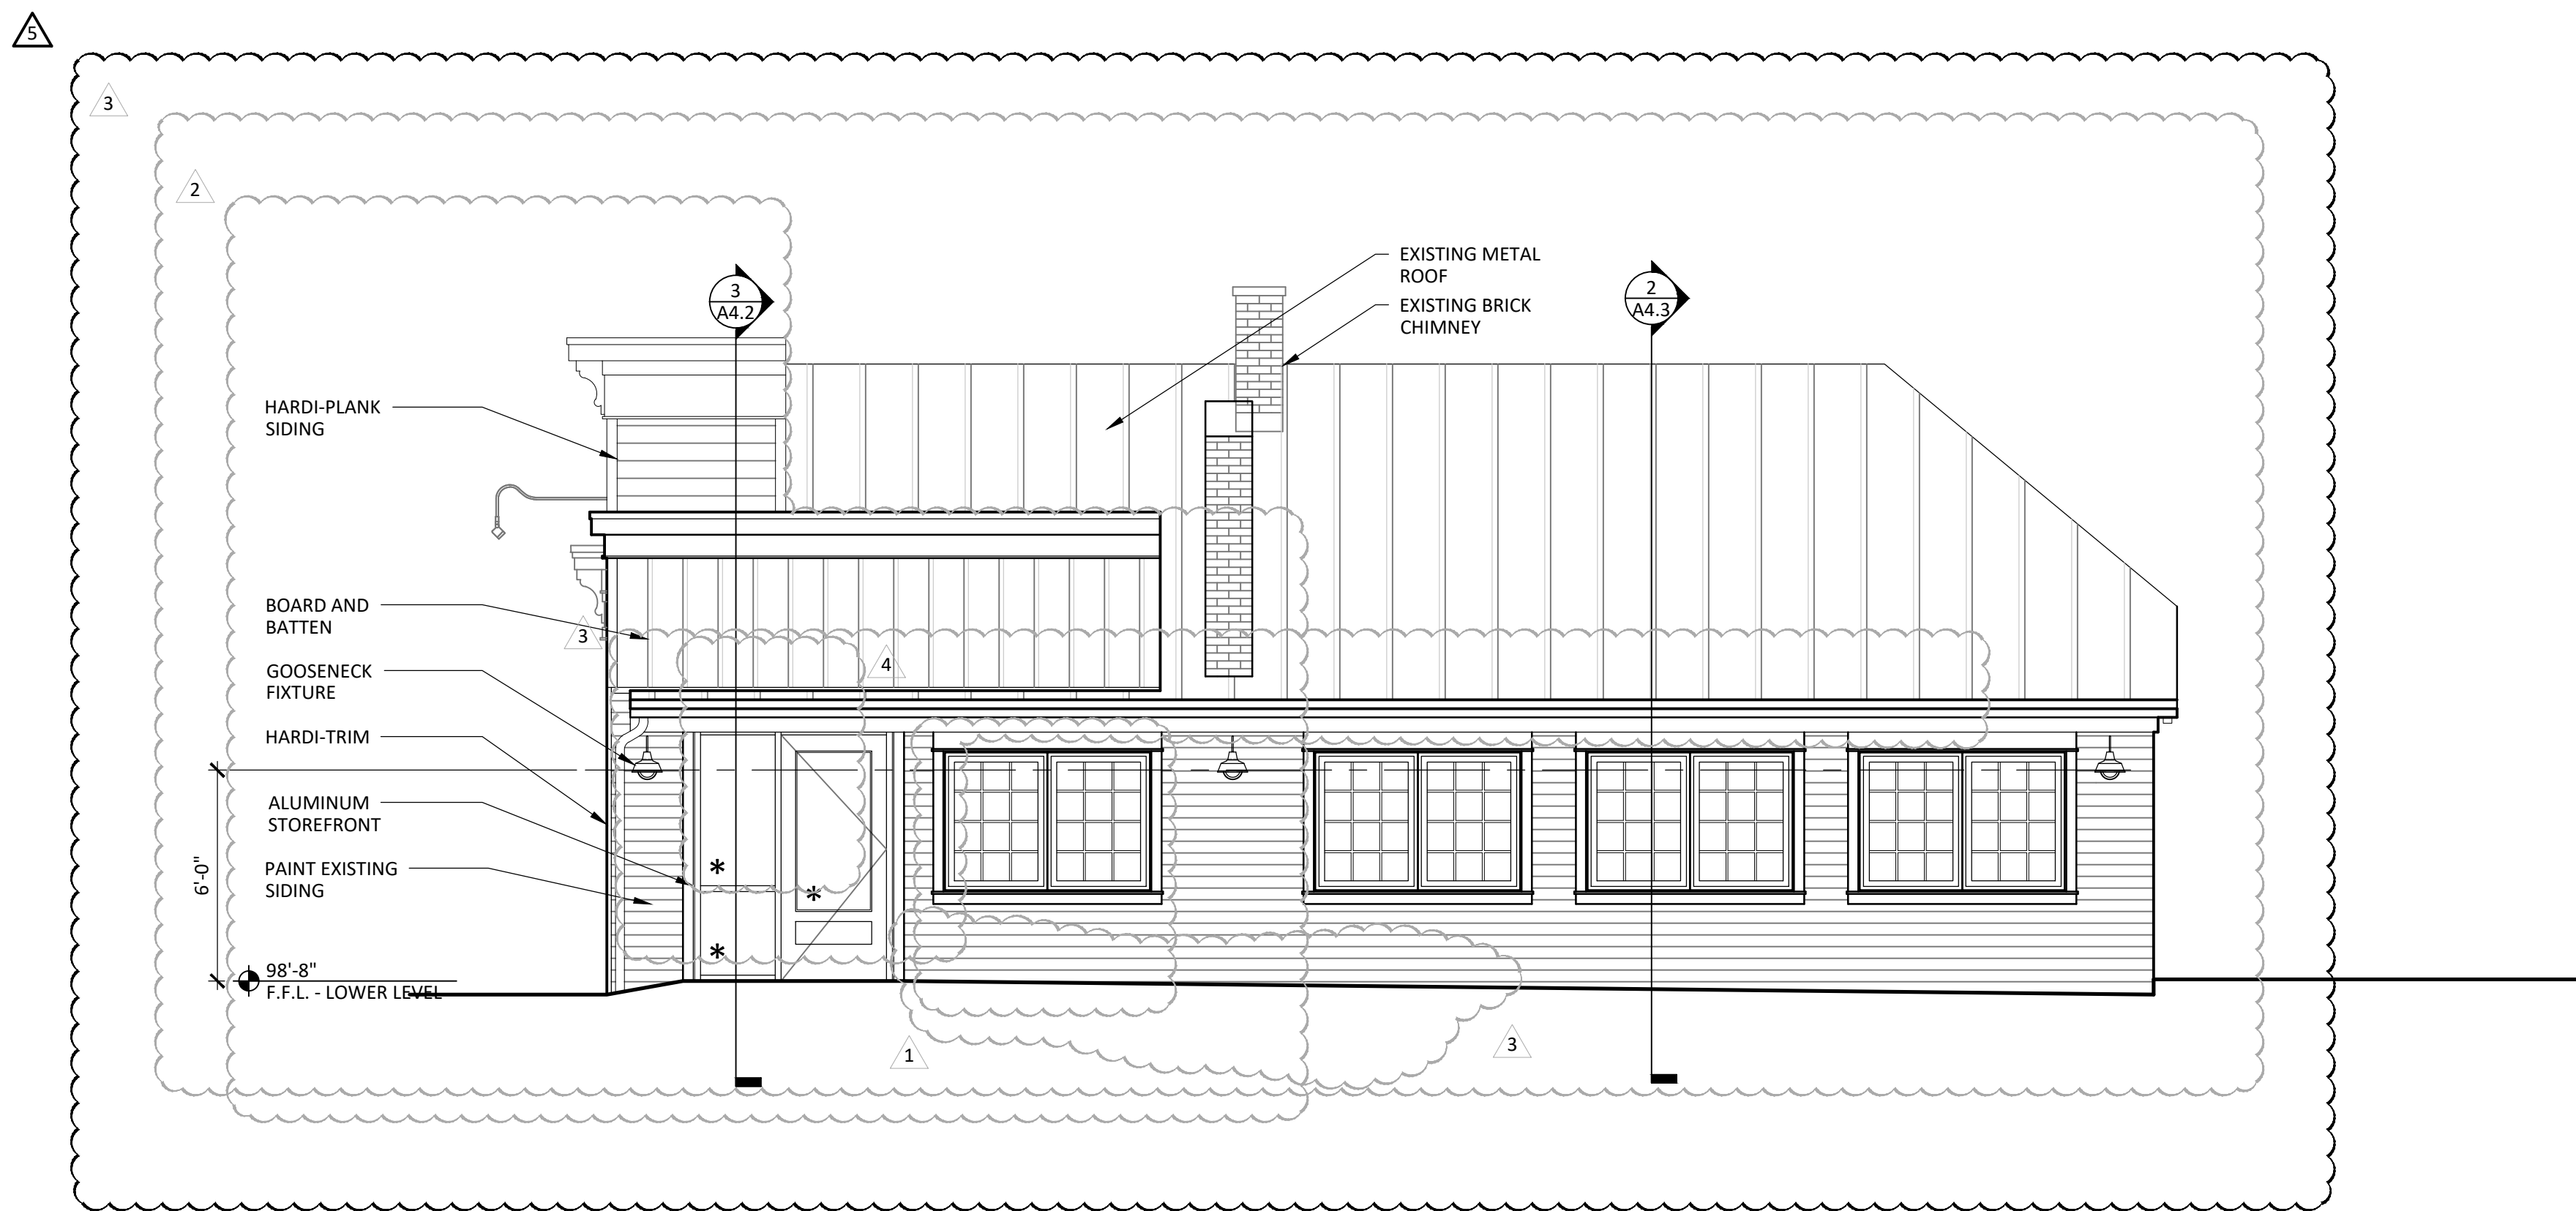 5
3
2
3
A4.2
2
A4.3
EXISTING METAL
ROOF
EXISTING BRICK
CHIMNEY
HARDI-PLANK
SIDING
BOARD AND
BATTEN
3
4
GOOSENECK
FIXTURE
HARDI-TRIM
ALUMINUM
STOREFRONT
PAINT EXISTING
SIDING
6'-0"
*
*
*
98'-8"
F.F.L. - LOWER LEVEL
1
3